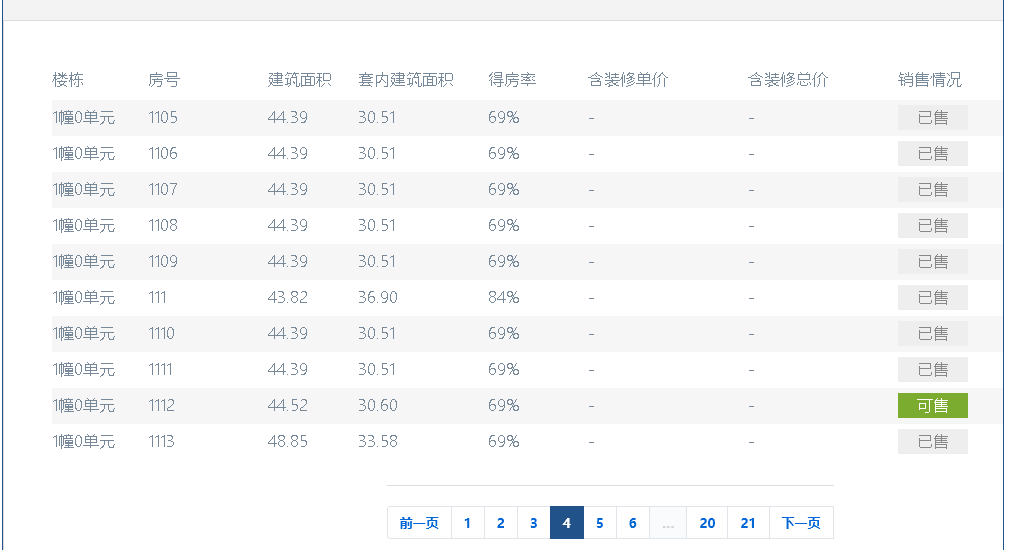 楼栋 房号 建筑面积 套内建筑面积 得房率 含装修单价 含装修总价 销售情况
1幢0单元 1105 44.39 30.51 69% - - 已售
1幢0单元 1106 44.39 30.51 69% - - 已售
1幢0单元 1107 44.39 30.51 69% - - 已售
1幢0单元 1108 44.39 30.51 69% - - 已售
1幢0单元 1109 44.39 30.51 69% - - 已售
1幢0单元 111 43.82 36.90 84% - - 已售
1幢0单元 1110 44.39 30.51 69% - - 已售
1幢0单元 1111 44.39 30.51 69% - - 已售
1幢0单元 1112 44.52 30.60 69% - - 可售
1幢0单元 1113 48.85 33.58 69% - - 已售
前一页 1 2 3 4 5 6 ... 20 21 下一页